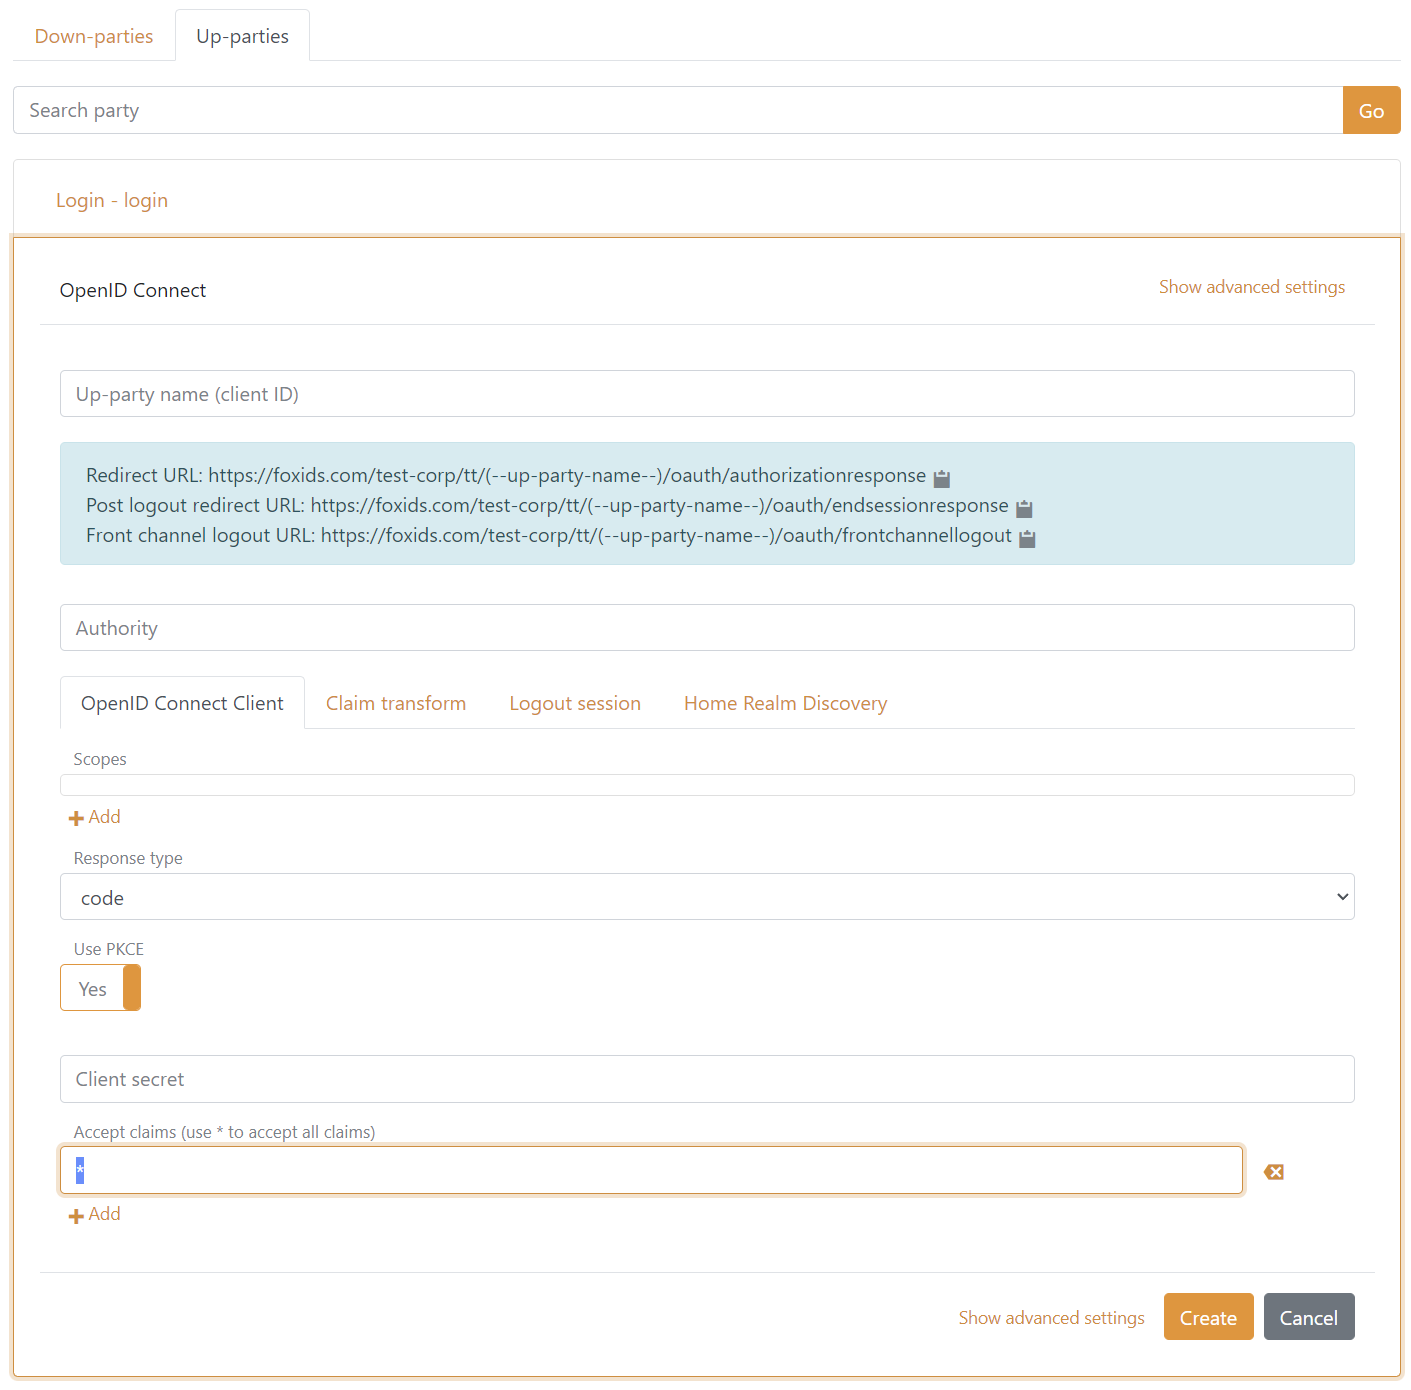 Down-parties
Up-parties
Search party
Go
Login - login
OpenID Connect
Show advanced settings
Up-party name (client ID)
Redirect URL: https://foxids.com/test-corp/tt/(--up-party-name--)/oauth/authorizationresponse
Post logout redirect URL: https://foxids.com/test-corp/tt/(--up-party-name--)/oauth/endsessionresponse
Front channel logout URL: https://foxids.com/test-corp/tt/(--up-party-name--)/oauth/frontchannellogout
Authority
OpenID Connect Client
Claim transform
Logout session
Home Realm Discovery
Scopes
Add
Response type
code
Use PKCE
Yes
Client secret
Accept claims (use * to accept all claims)
*
Add
Show advanced settings
Create
Cancel